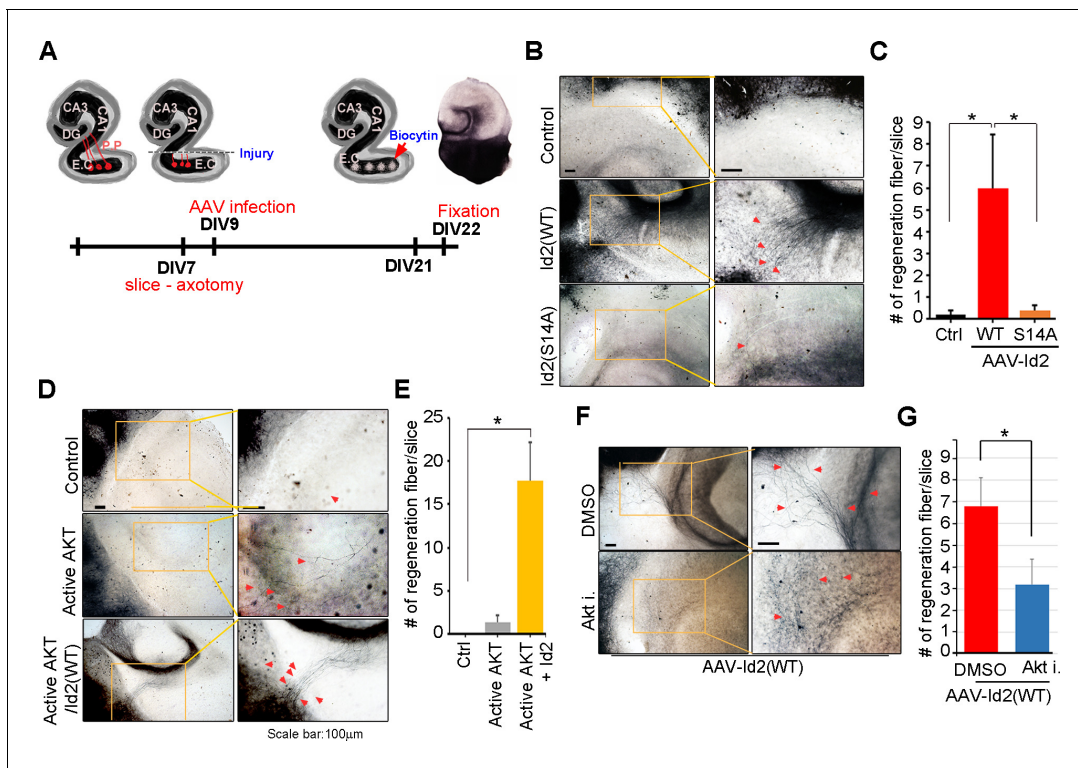 A
CA3
CA1
DG
P.P
E.C
CA3
CA1
DG
E.C
Injury
CA3
CA1
DG
E.C
Biocytin
AAV infection
DIV9
Fixation
DIV22
DIV7
DIV21
slice - axotomy
B
Control
Id2(WT)
Id2(S14A)
C
# of regeneration fiber/slice
9
8
7
6
5
4
3
2
1
0
* *
Ctrl WT S14A
AAV-Id2
D
Control
Active AKT
Active AKT
/Id2(WT)
Scale bar:100μm
E
# of regeneration fiber/slice
25
20
15
10
5
0
*
Ctrl
Active AKT
Active AKT
+ Id2
F
DMSO
Akt i.
AAV-Id2(WT)
G
# of regeneration fiber/slice
9
8
7
6
5
4
3
2
1
0
*
DMSO Akt i.
AAV-Id2(WT)